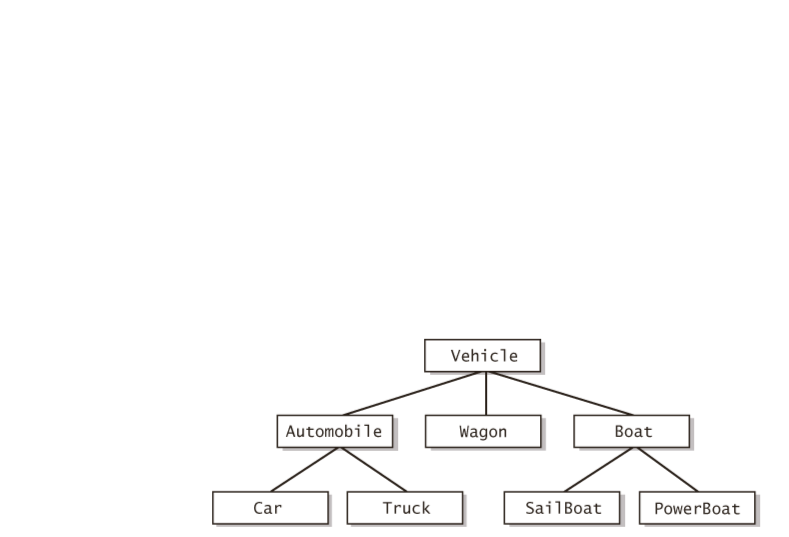 Vehicle
Automobile
Wagon
Boat
Car
Truck
SailBoat
PowerBoat